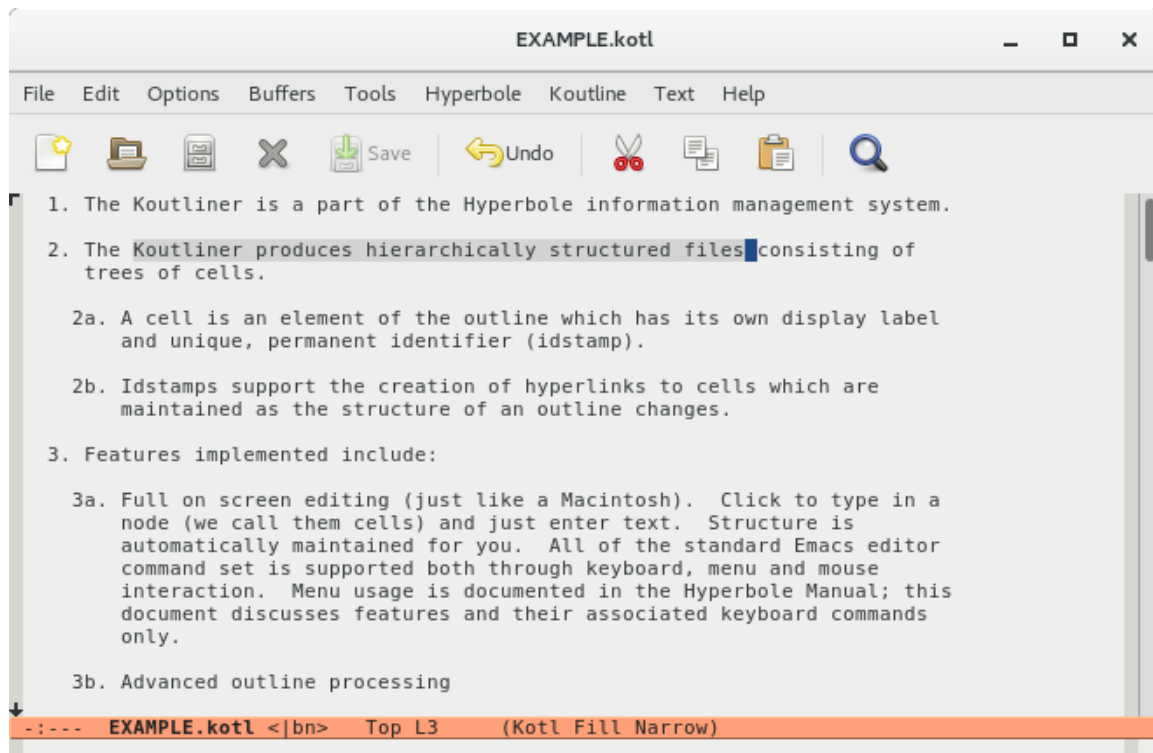 EXAMPLE.kotl
File Edit Options Buffers Tools Hyperbole Koutline Text Help
Save Undo
1. The Koutliner is a part of the Hyperbole information management system.
2. The Koutliner produces hierarchically structured files consisting of
trees of cells.
2a. A cell is an element of the outline which has its own display label
and unique, permanent identifier (idstamp).
2b. Idstamps support the creation of hyperlinks to cells which are
maintained as the structure of an outline changes.
3. Features implemented include:
3a. Full on screen editing (just like a Macintosh).  Click to type in a
node (we call them cells) and just enter text.  Structure is
automatically maintained for you.  All of the standard Emacs editor
command set is supported both through keyboard, menu and mouse
interaction.  Menu usage is documented in the Hyperbole Manual; this
document discusses features and their associated keyboard commands
only.
3b. Advanced outline processing
-:---  EXAMPLE.kotl <|bn>   Top L3     (Kotl Fill Narrow)